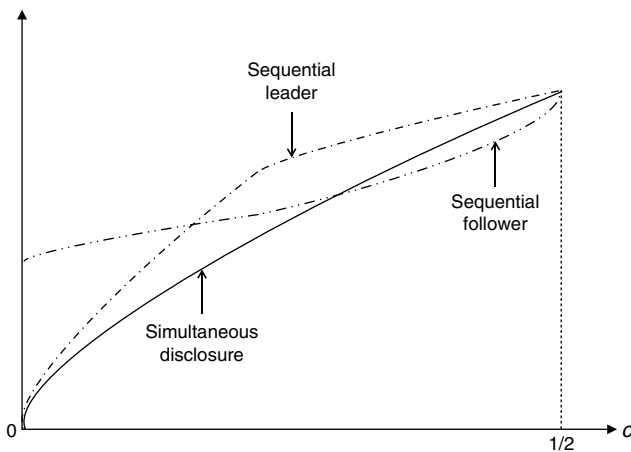 Sequential
leader
Sequential
follower
Simultaneous
disclosure
0
1/2
c